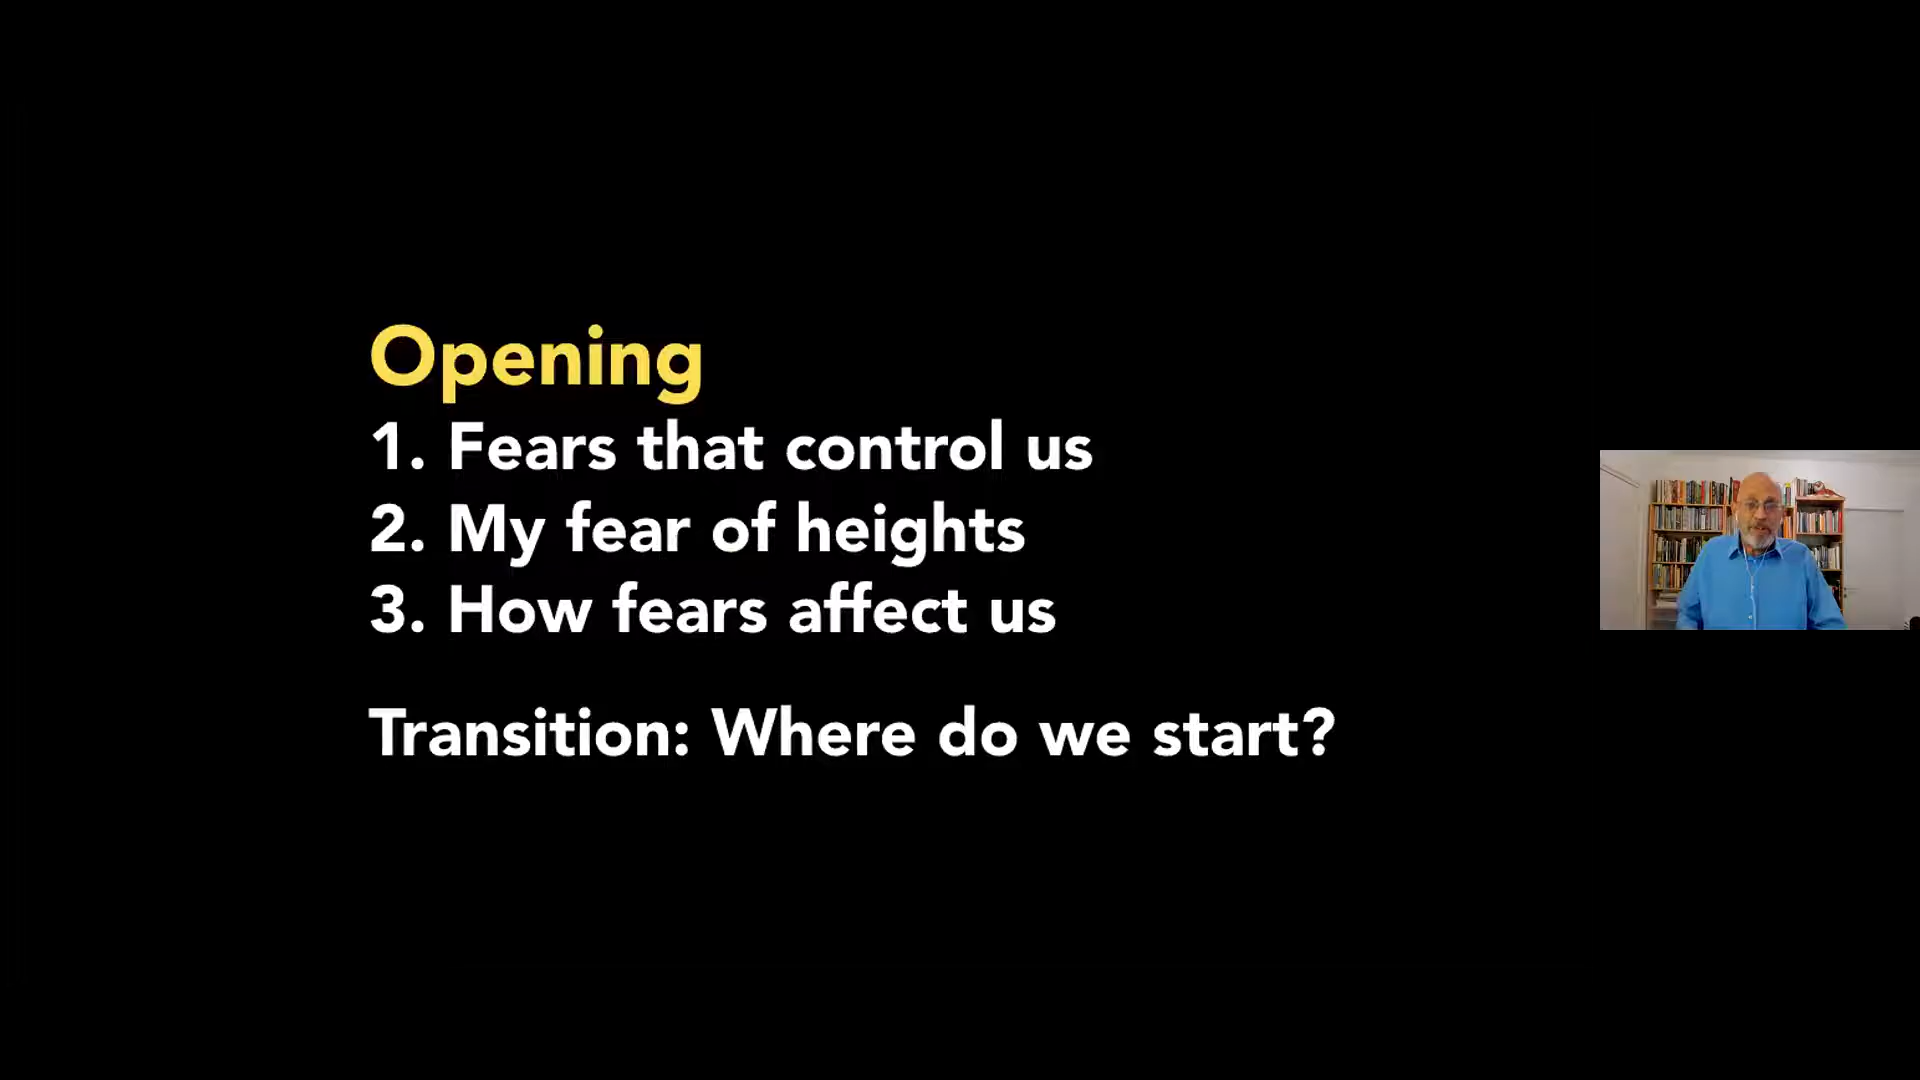 Opening
1. Fears that control us
2. My fear of heights
3. How fears affect us
Transition: Where do we start?